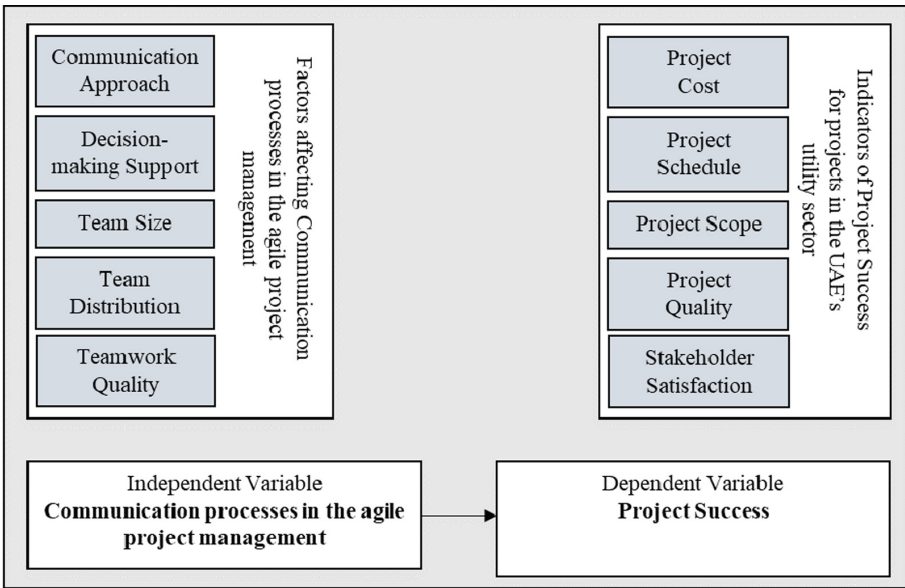 Communication
Approach
Decision-
making Support
Team Size
Team
Distribution
Teamwork
Quality
Factors affecting Communication
processes in the agile project
management
Project
Cost
Project
Schedule
Project Scope
Project
Quality
Stakeholder
Satisfaction
Indicators of Project Success
for projects in the UAE's
utility sector
Independent Variable
Communication processes in the agile
project management
Dependent Variable
Project Success